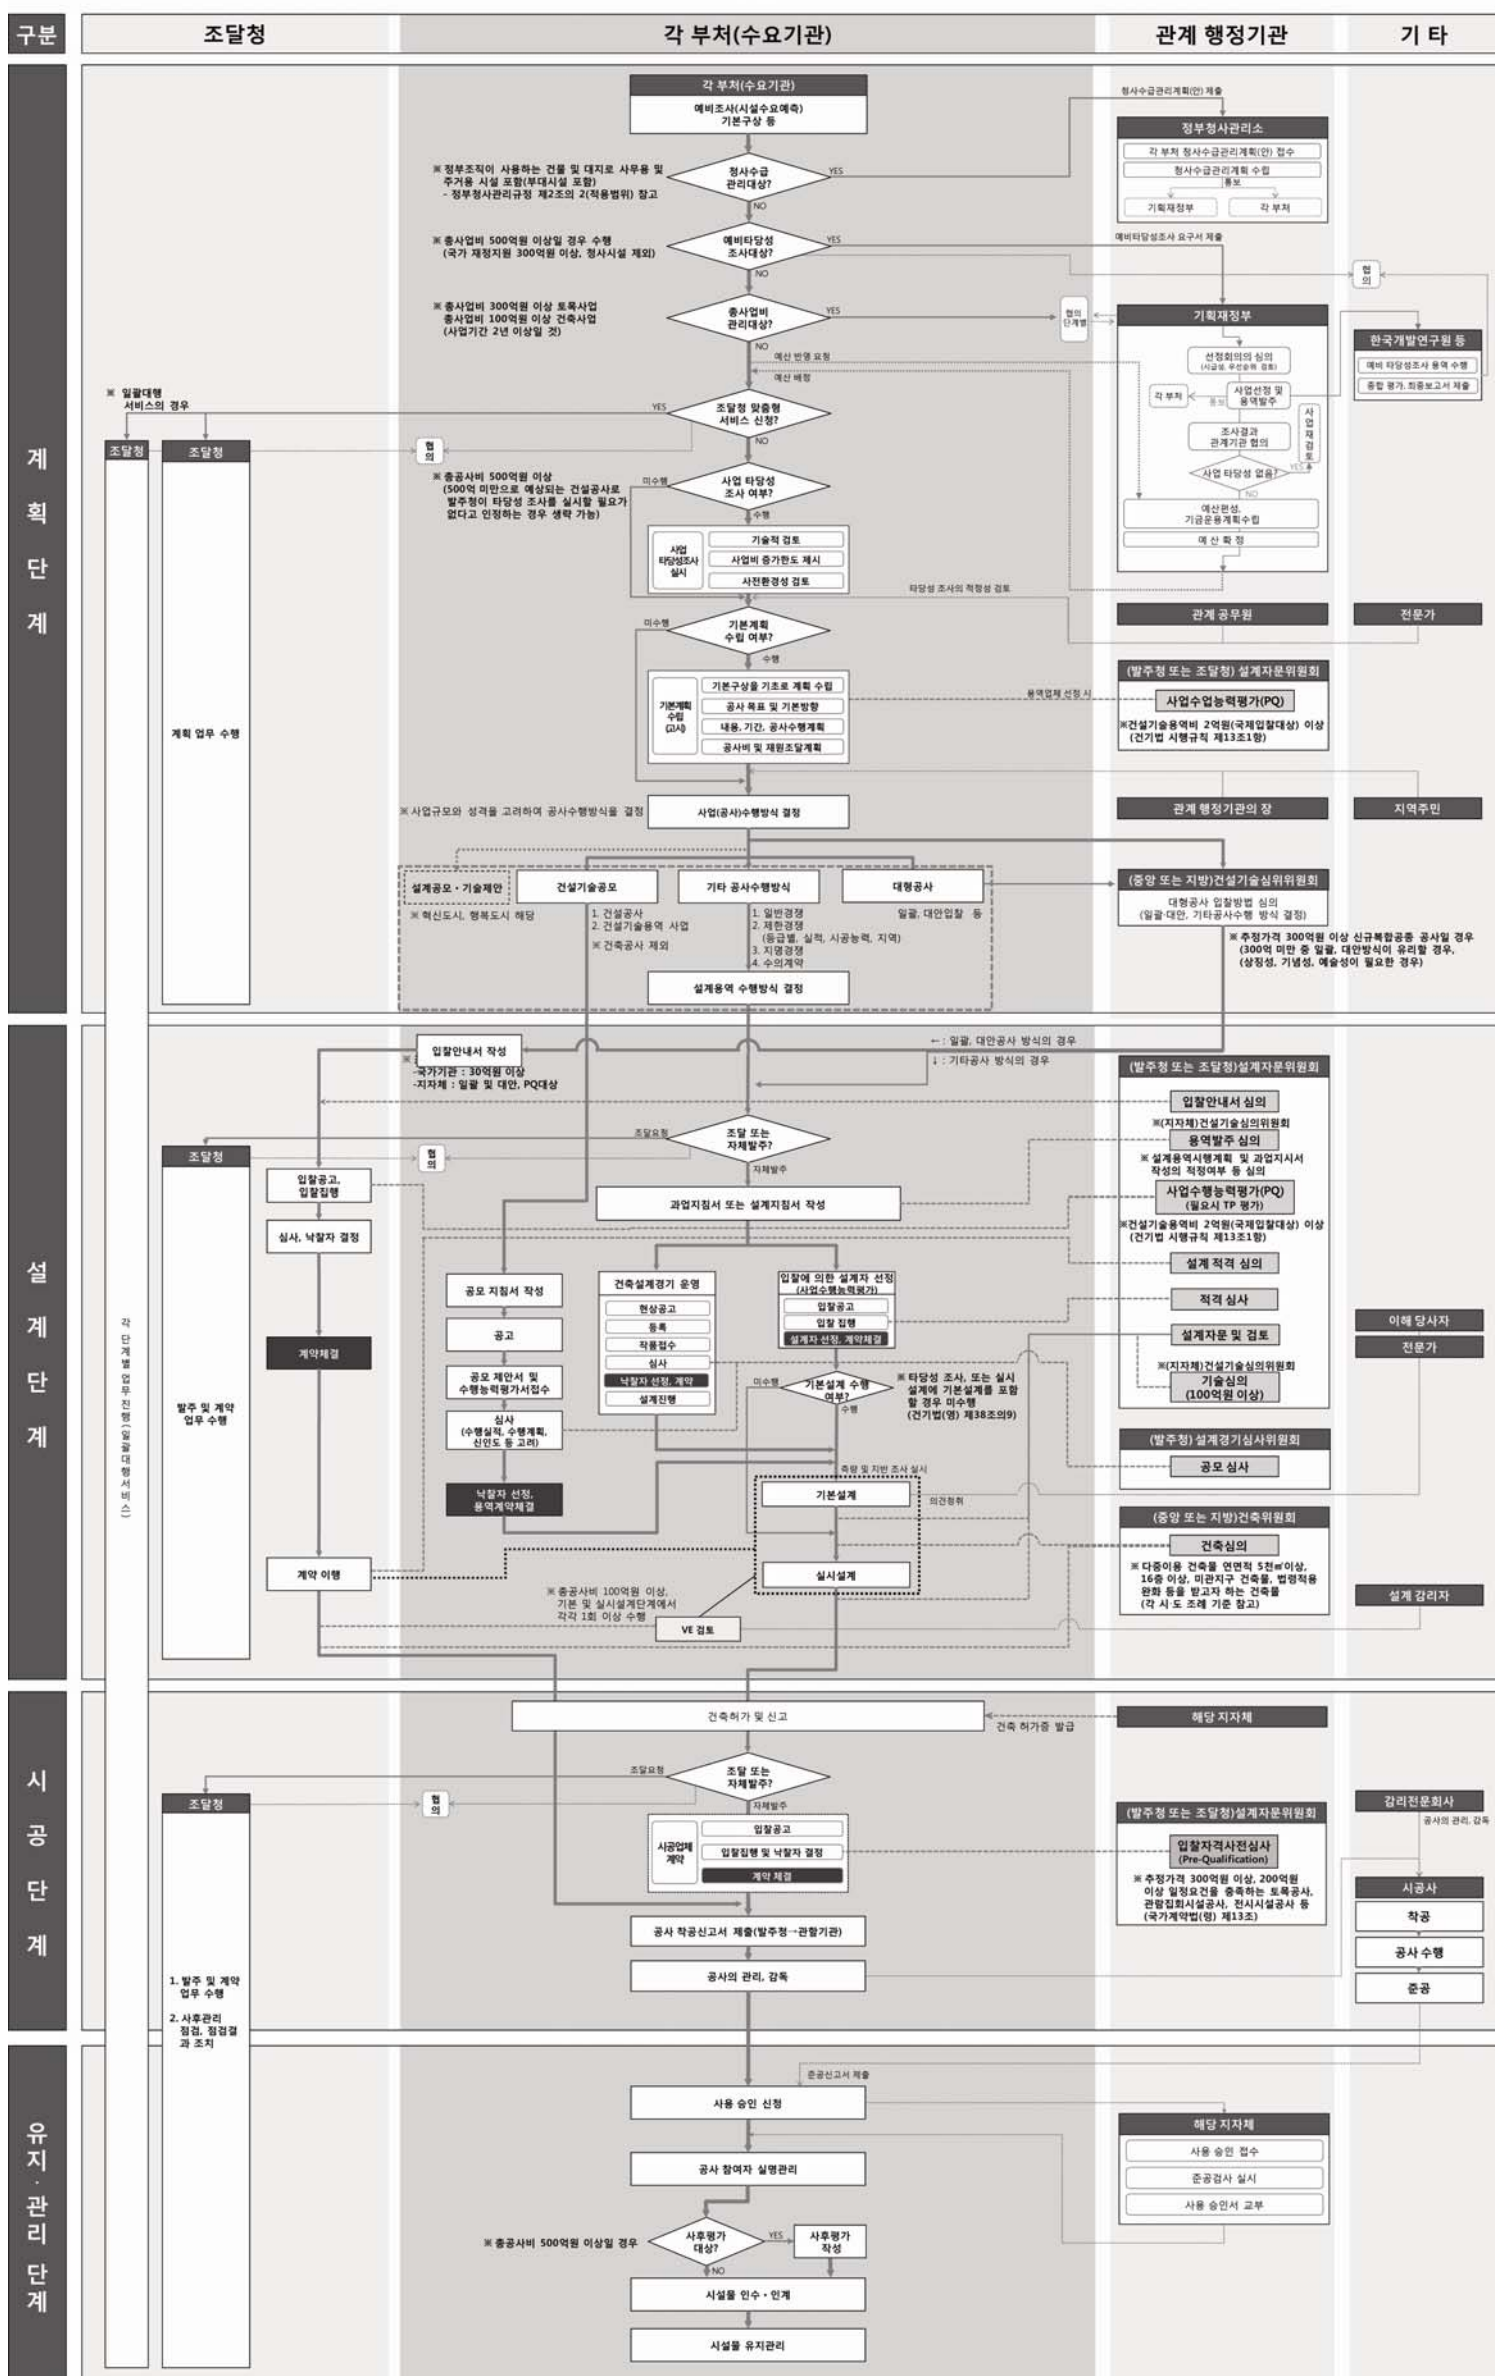 구분
조달청
각 부처(수요기관)
관계 행정기관
기 타
계획단계
각 부처(수요기관)
예비조사(시설수요예측)
기본구상 등
청사수급관리계획(안) 제출
정부청사관리소
각 부처 청사수급관리계획(안) 접수
청사수급관리계획 수립
통보
기획재정부
각 부처
※ 정부조직이 사용하는 건물 및 대지로 사무용 및
주거용 시설 포함(부대시설 포함)
- 정부청사관리규정 제2조의 2(적용범위) 참고
청사수급
관리대상?
YES
NO
※ 총사업비 500억원 이상일 경우 수행
(국가 재정지원 300억원 이상, 청사시설 제외)
예비타당성
조사대상?
YES
NO
예비타당성조사 요구서 제출
협의
※ 총사업비 300억원 이상 토목사업
총사업비 100억원 이상 건축사업
(사업기간 2년 이상일 것)
총사업비
관리대상?
YES
NO
협의
단계별
기획재정부
선정회의의 심의
(시급성, 우선순위 검토)
사업선정 및
용역발주
통보
각 부처
조사결과
관계기관 협의
사업재검토
사업 타당성 없음?
YES
NO
예산편성,
기금운용계획수립
예 산 확 정
한국개발연구원 등
예비 타당성조사 용역 수행
종합 평가, 최종보고서 제출
예산 반영 요청
예산 배정
※ 일괄대행
서비스의 경우
YES
조달청 맞춤형
서비스 신청?
NO
조달청
조달청
협의
※ 총공사비 500억원 이상
(500억 미만으로 예상되는 건설공사로
발주청이 타당성 조사를 실시할 필요가
없다고 인정하는 경우 생략 가능)
미수행
사업 타당성
조사 여부?
수행
사업
타당성조사
실시
기술적 검토
사업비 증가한도 제시
사전환경성 검토
타당성 조사의 적정성 검토
관계 공무원
전문가
미수행
기본계획
수립 여부?
수행
기본계획
수립
(고시)
기본구상을 기초로 계획 수립
공사 목표 및 기본방향
내용, 기간, 공사수행계획
공사비 및 재원조달계획
용역업체 선정 시
(발주청 또는 조달청) 설계자문위원회
사업수업능력평가(PQ)
※건설기술용역비 2억원(국제입찰대상) 이상
(건기법 시행규칙 제13조1항)
계획 업무 수행
※ 사업규모와 성격을 고려하여 공사수행방식을 결정
사업(공사)수행방식 결정
관계 행정기관의 장
지역주민
설계공모・기술제안
※ 혁신도시, 행복도시 해당
건설기술공모
1. 건설공사
2. 건설기술용역 사업
※ 건축공사 제외
기타 공사수행방식
1. 일반경쟁
2. 제한경쟁
(등급별, 실적, 시공능력, 지역)
3. 지명경쟁
4. 수의계약
대형공사
일괄, 대안입찰 등
(중앙 또는 지방)건설기술심위위원회
대형공사 입찰방법 심의
(일괄·대안, 기타공사수행 방식 결정)
※ 추정가격 300억원 이상 신규복합공종 공사일 경우
(300억 미만 중 일괄, 대안방식이 유리할 경우,
(상징성, 기념성, 예술성이 필요한 경우)
설계용역 수행방식 결정
설계단계
입찰안내서 작성
-국가기관 : 30억원 이상
-지자체 : 일괄 및 대안, PQ대상
← : 일괄, 대안공사 방식의 경우
↓ : 기타공사 방식의 경우
(발주청 또는 조달청)설계자문위원회
입찰안내서 심의
※(지자체)건설기술심의위원회
용역발주 심의
※ 설계용역시행계획 및 과업지시서
작성의 적정여부 등 심의
사업수행능력평가(PQ)
(필요시 TP 평가)
※건설기술용역비 2억원(국제입찰대상) 이상
(건기법 시행규칙 제13조1항)
설계 적격 심의
적격 심사
설계자문 및 검토
※(지자체)건설기술심의위원회
기술심의
(100억원 이상)
조달요청
조달 또는
자체발주?
자체발주
조달청
협의
입찰공고,
입찰집행
심사, 낙찰자 결정
계약체결
계약 이행
과업지침서 또는 설계지침서 작성
공모 지침서 작성
공고
공모 제안서 및
수행능력평가서접수
심사
(수행실적, 수행계획,
신인도 등 고려)
낙찰자 선정,
용역계약체결
건축설계경기 운영
현상공고
등록
작품접수
심사
낙찰자 선정, 계약
설계진행
입찰에 의한 설계자 선정
(사업수행능력평가)
입찰공고
입찰 집행
설계자 선정, 계약체결
미수행
기본설계 수행
여부?
수행
※ 타당성 조사, 또는 실시
설계에 기본설계를 포함
할 경우 미수행
(건기법(영) 제38조의9)
이해 당사자
전문가
(발주청) 설계경기심사위원회
공모 심사
측량 및 지반 조사 실시
기본설계
의견청취
실시설계
(중앙 또는 지방)건축위원회
건축심의
※ 다중이용 건축물 연면적 5천㎡이상,
16층 이상, 미관지구 건축물, 법령적용
완화 등을 받고자 하는 건축물
(각 시·도 조례 기준 참고)
설계 감리자
※ 총공사비 100억원 이상,
기본 및 실시설계단계에서
각각 1회 이상 수행
VE 검토
발주 및 계약
업무 수행
각 단계별 업무진행(일괄대행서비스)
시공단계
건축허가 및 신고
건축 허가증 발급
해당 지자체
조달요청
조달 또는
자체발주?
자체발주
조달청
협의
시공업체
계약
입찰공고
입찰집행 및 낙찰자 결정
계약 체결
(발주청 또는 조달청)설계자문위원회
입찰자격사전심사
(Pre-Qualification)
※ 추정가격 300억원 이상, 200억원
이상 일정요건을 충족하는 토목공사,
관람집회시설공사, 전시시설공사 등
(국가계약법(령) 제13조)
감리전문회사
공사의 관리, 감독
시공사
착공
공사 수행
준공
공사 착공신고서 제출(발주청→관할기관)
공사의 관리, 감독
1. 발주 및 계약
업무 수행
2. 사후관리
점검, 점검결
과 조치
유지·관리단계
준공신고서 제출
사용 승인 신청
해당 지자체
사용 승인 접수
준공검사 실시
사용 승인서 교부
공사 참여자 실명관리
※ 총공사비 500억원 이상일 경우
사후평가
대상?
YES
NO
사후평가
작성
시설물 인수・인계
시설물 유지관리